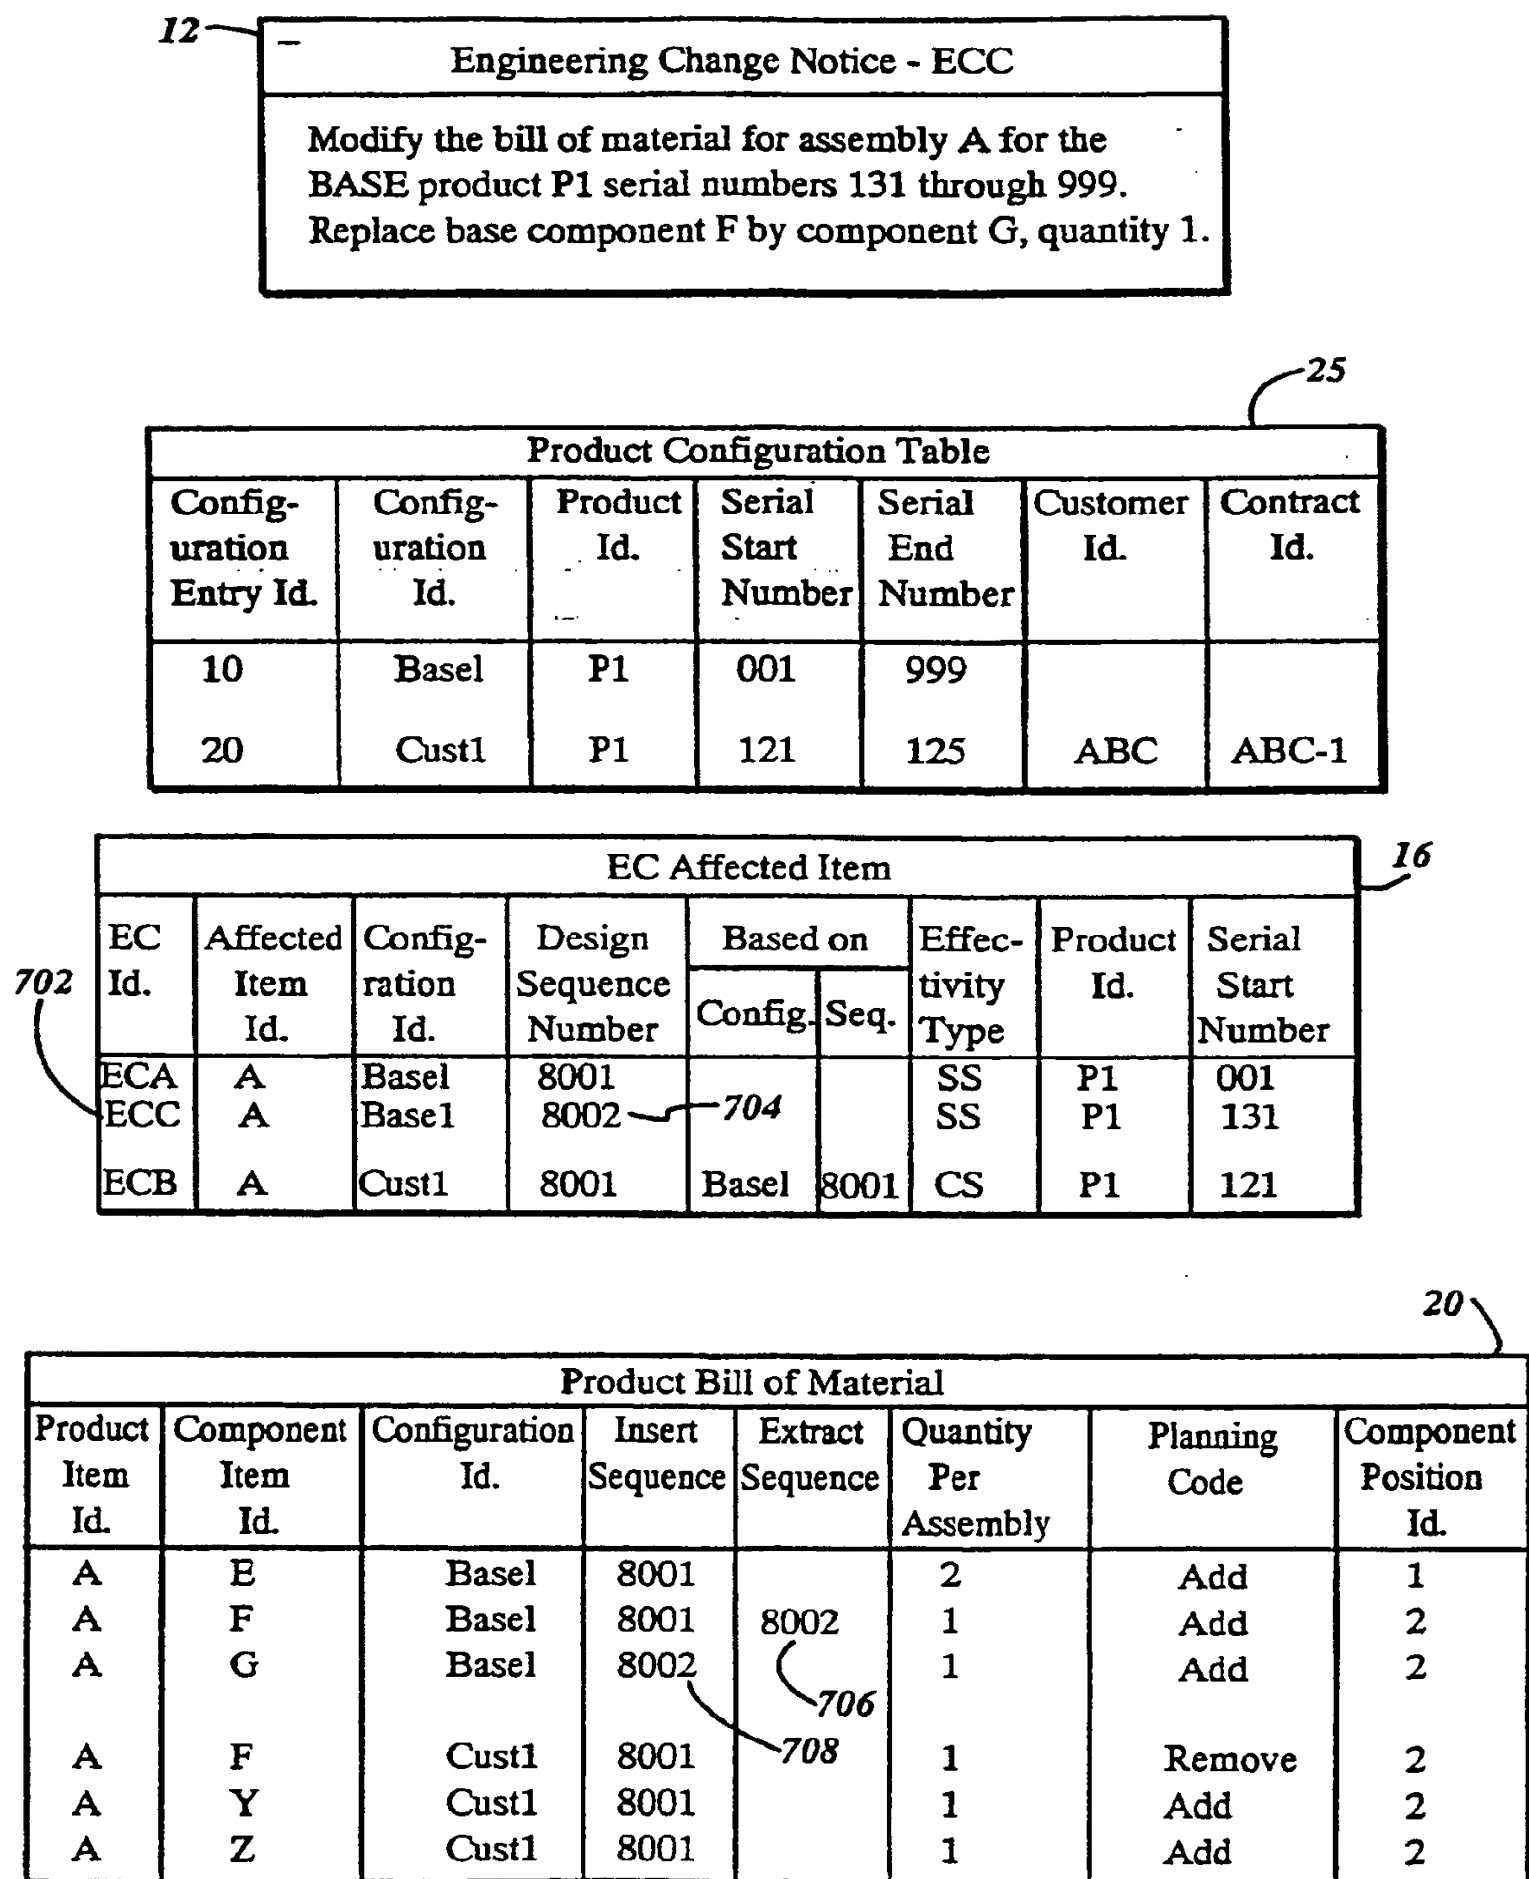 12
Engineering Change Notice - ECC
Modify the bill of material for assembly A for the
BASE product P1 serial numbers 131 through 999.
Replace base component F by component G, quantity 1.
25
Product Configuration Table
Config- Config- Product Serial Serial Customer Contract
uration uration Id. Start End Id. Id.
Entry Id. Id. Number Number
10 Basel P1 001 999
20 Cust1 P1 121 125 ABC ABC-1
EC Affected Item
16
EC Affected Config- Design Based on Effec- Product Serial
702 Id. Item ration Sequence tivity Id. Start
Id. Id. Number Config. Seq. Type Number
ECA A Basel 8001 SS P1 001
ECC A Base1 8002 704 SS P1 131
ECB A Cust1 8001 Basel 8001 CS P1 121
20
Product Bill of Material
Product Component Configuration Insert Extract Quantity Planning Component
Item Item Id. Sequence Sequence Per Code Position
Id. Id. Assembly Id.
A E Basel 8001 2 Add 1
A F Basel 8001 8002 1 Add 2
A G Basel 8002 1 Add 2
706
708
A F Cust1 8001 1 Remove 2
A Y Cust1 8001 1 Add 2
A Z Cust1 8001 1 Add 2